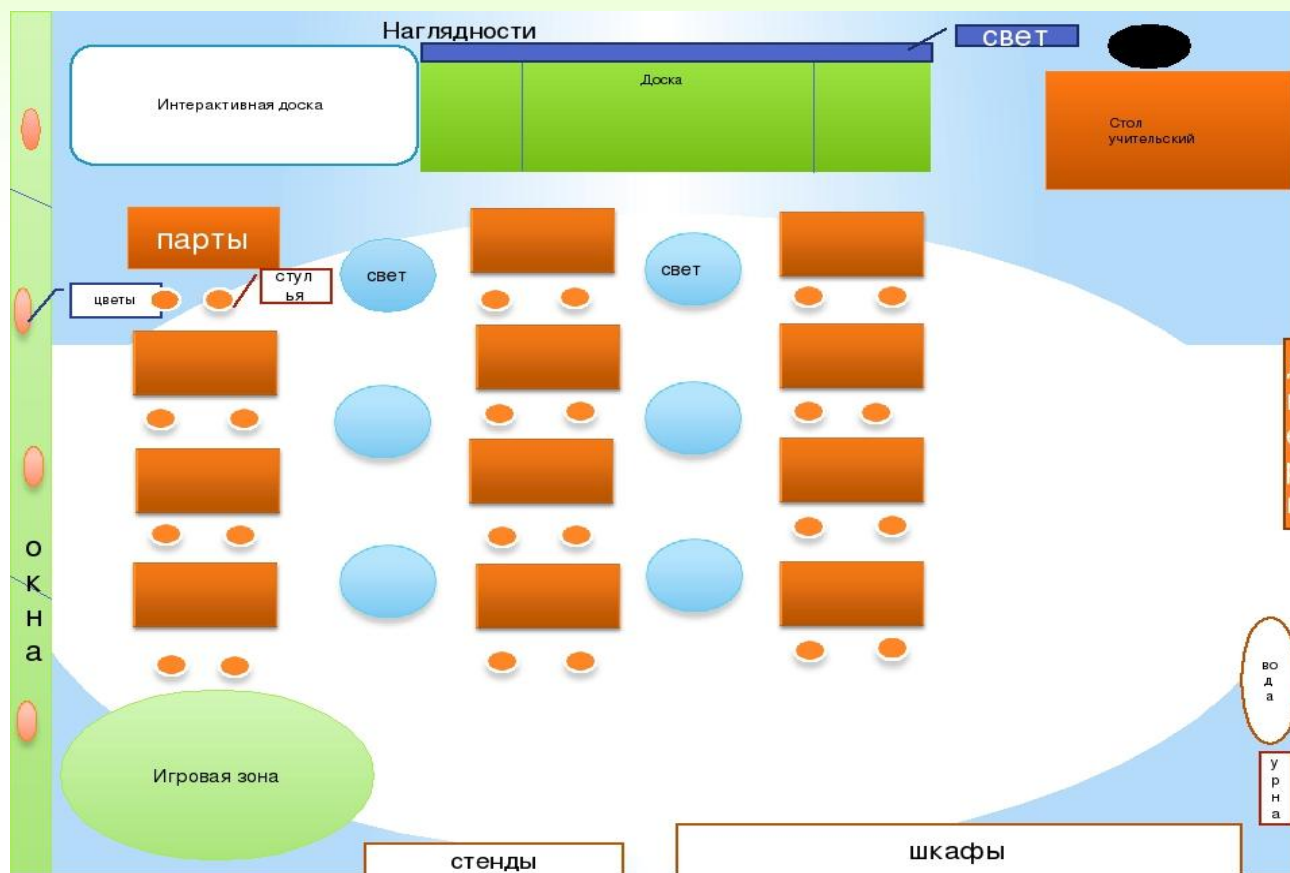 Наглядности
свет
Доска
Интерактивная доска
Стол
учительский
парты
стул
ья
свет
свет
цветы
о
к
н
а
во
д
а
Игровая зона
у
р
н
а
стенды
шкафы